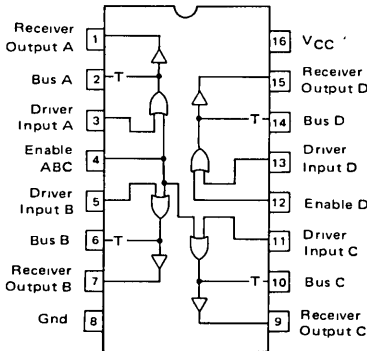 Receiver
Output A
1
Bus A
2
T
Driver
Input A
3
Enable
ABC
4
Driver
Input B
5
Bus B
6
T
Receiver
Output B
7
Gnd
8
16
VCC
15
Receiver
Output D
T
14
Bus D
13
Driver
Input D
12
Enable D
11
Driver
Input C
T
10
Bus C
9
Receiver
Output C